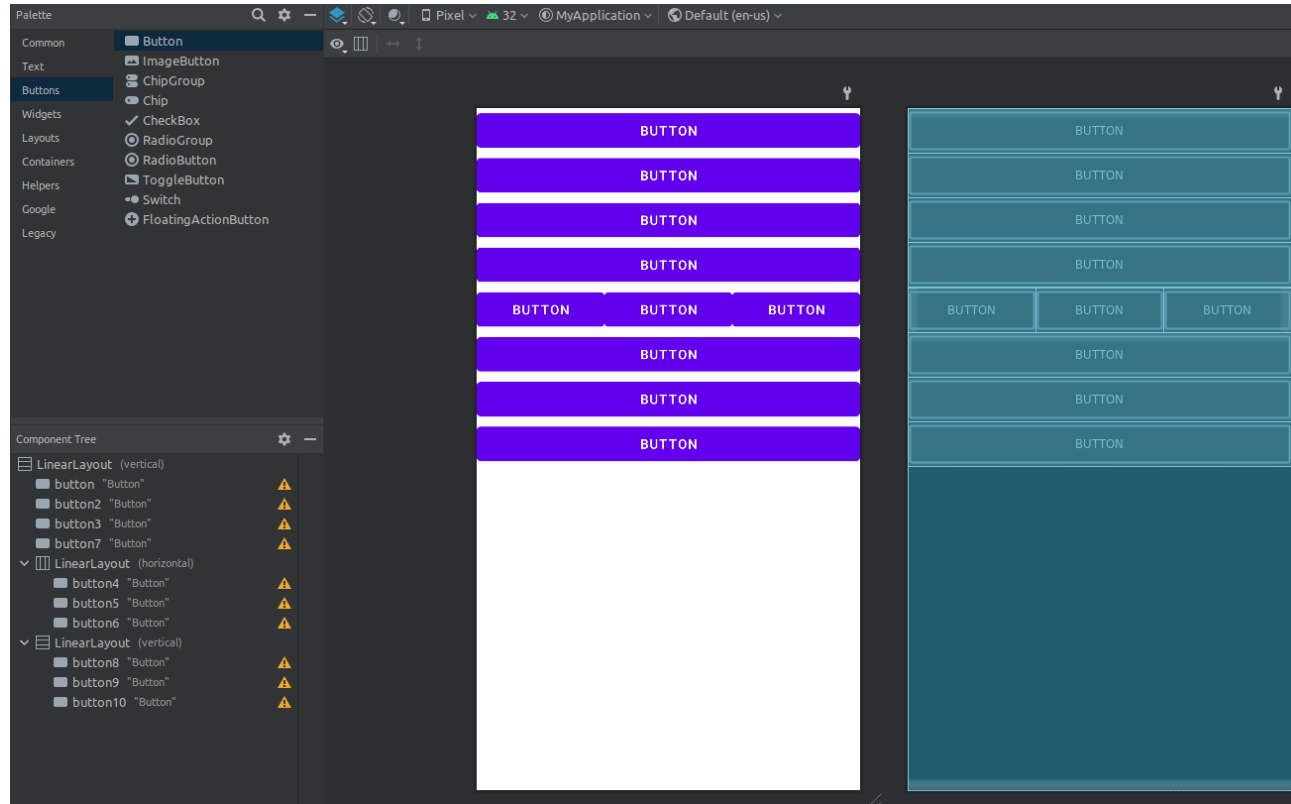 Palette
Pixel 32 MyApplication Default (en-us)
Common
Text
Buttons
Widgets
Layouts
Containers
Helpers
Google
Legacy
Button
ImageButton
ChipGroup
Chip
CheckBox
RadioGroup
RadioButton
ToggleButton
Switch
FloatingActionButton
Component Tree
LinearLayout (vertical)
button "Button"
button2 "Button"
button3 "Button"
button7 "Button"
LinearLayout (horizontal)
button4 "Button"
button5 "Button"
button6 "Button"
LinearLayout (vertical)
button8 "Button"
button9 "Button"
button10 "Button"
BUTTON
BUTTON
BUTTON
BUTTON
BUTTON BUTTON BUTTON
BUTTON
BUTTON
BUTTON
BUTTON
BUTTON
BUTTON
BUTTON
BUTTON BUTTON BUTTON
BUTTON
BUTTON
BUTTON